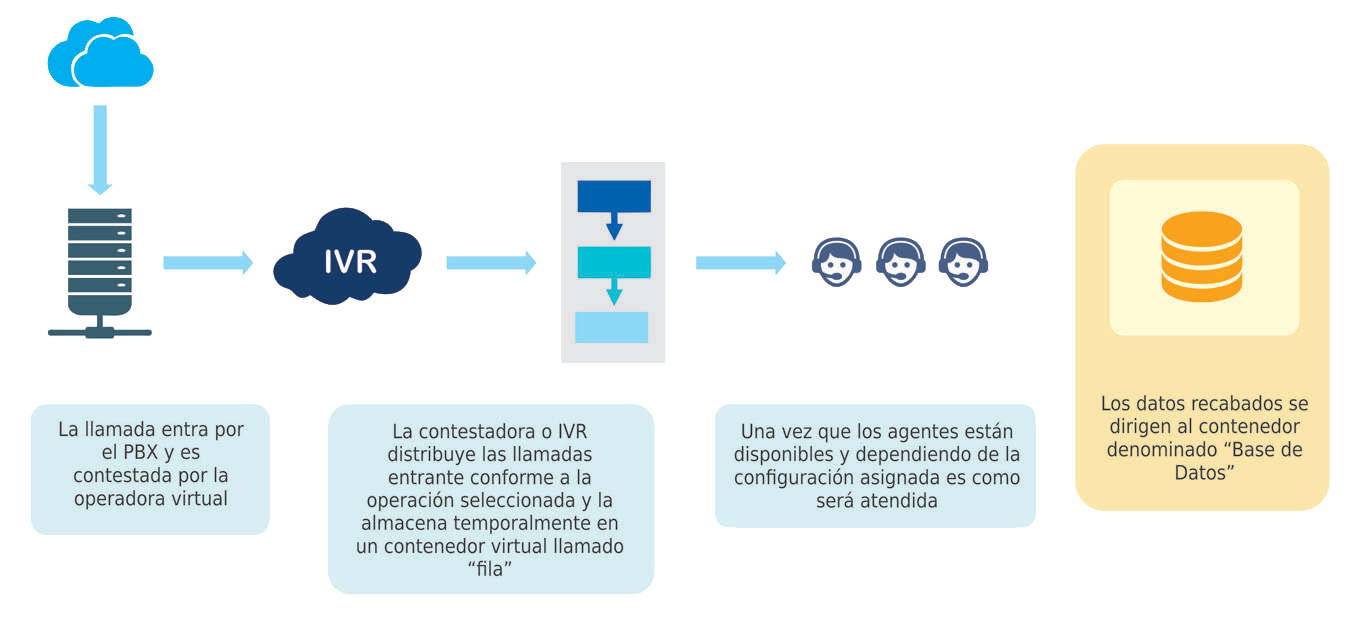 IVR
La llamada entra por
el PBX y es
contestada por la
operadora virtual
La contestadora o IVR
distribuye las llamadas
entrante conforme a la
operación seleccionada y la
almacena temporalmente en
un contenedor virtual llamado
“fila”
Una vez que los agentes están
disponibles y dependiendo de la
configuración asignada es como
será atendida
Los datos recabados se
dirigen al contenedor
denominado “Base de
Datos”